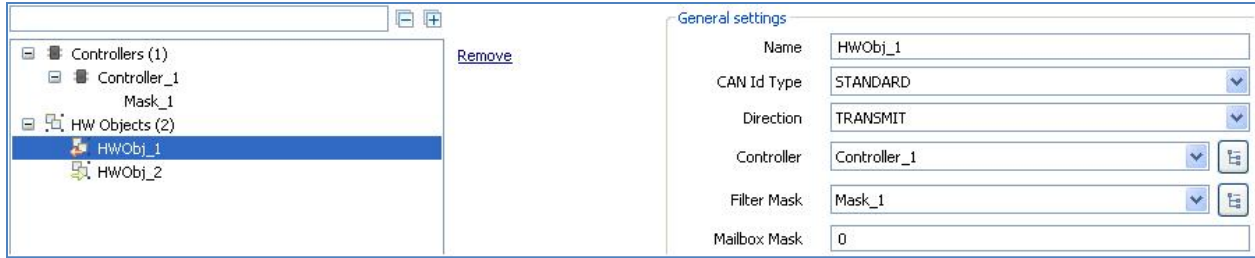 Controllers (1)
Controller_1
Mask_1
HW Objects (2)
HWObj_1
HWObj_2
Remove
General settings
Name HWObj_1
CAN Id Type STANDARD
Direction TRANSMIT
Controller Controller_1
Filter Mask Mask_1
Mailbox Mask 0